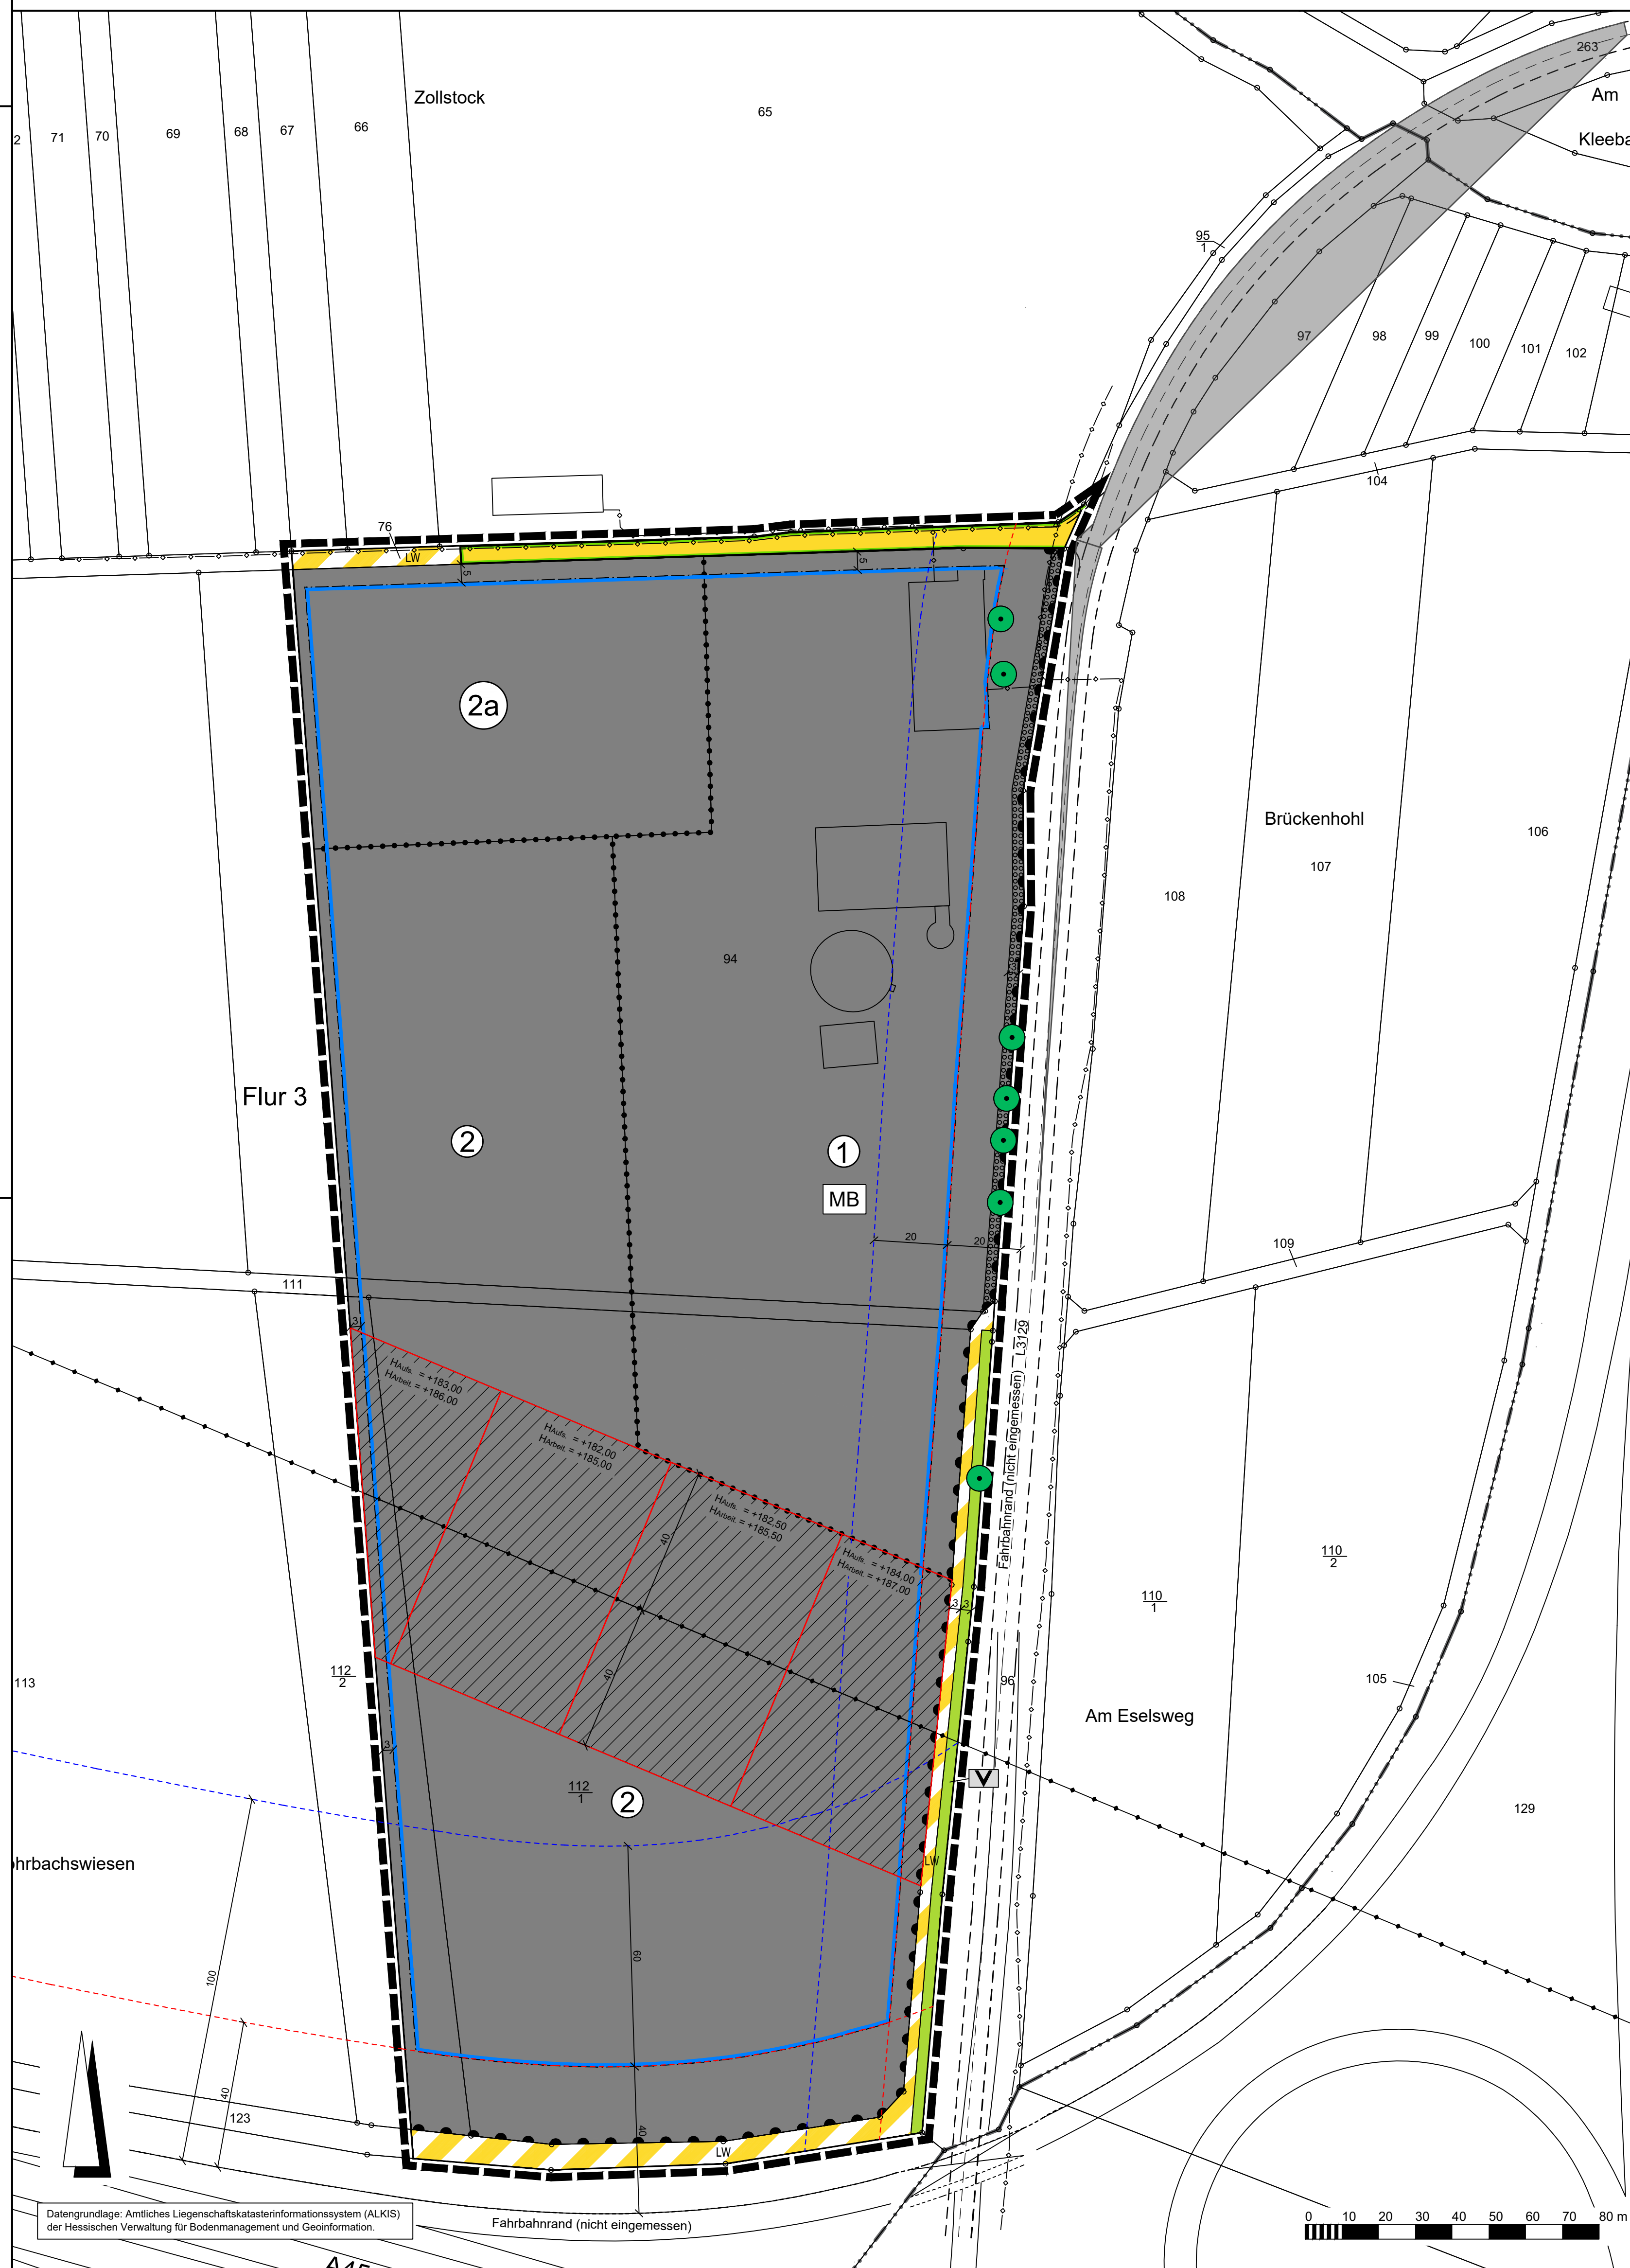 Zollstock
65
263
Am
2
71
70
69
68
67
66
95
1
97
98
99
100
101
102
104
76
LW
5
5
2a
Brückenhohl
106
107
108
94
3
Flur 3
2
1
MB
20
20
109
111
3
L3129
Fahrbahnrand (nicht eingemessen)
HAufs. = +183,00
HArbeit. = +186,00
HAufs. = +182,00
HArbeit. = +185,00
HAufs. = +182,50
HArbeit. = +185,50
HAufs. = +184,00
HArbeit. = +187,00
40
40
3
3
110
2
110
1
96
105
113
112
2
Am Eselsweg
3
112
1
2
V
129
hrbachswiesen
LW
60
100
40
123
40
LW
0 10 20 30 40 50 60 70 80 m
Datengrundlage: Amtliches Liegenschaftskatasterinformationssystem (ALKIS)
der Hessischen Verwaltung für Bodenmanagement und Geoinformation.
Fahrbahnrand (nicht eingemessen)